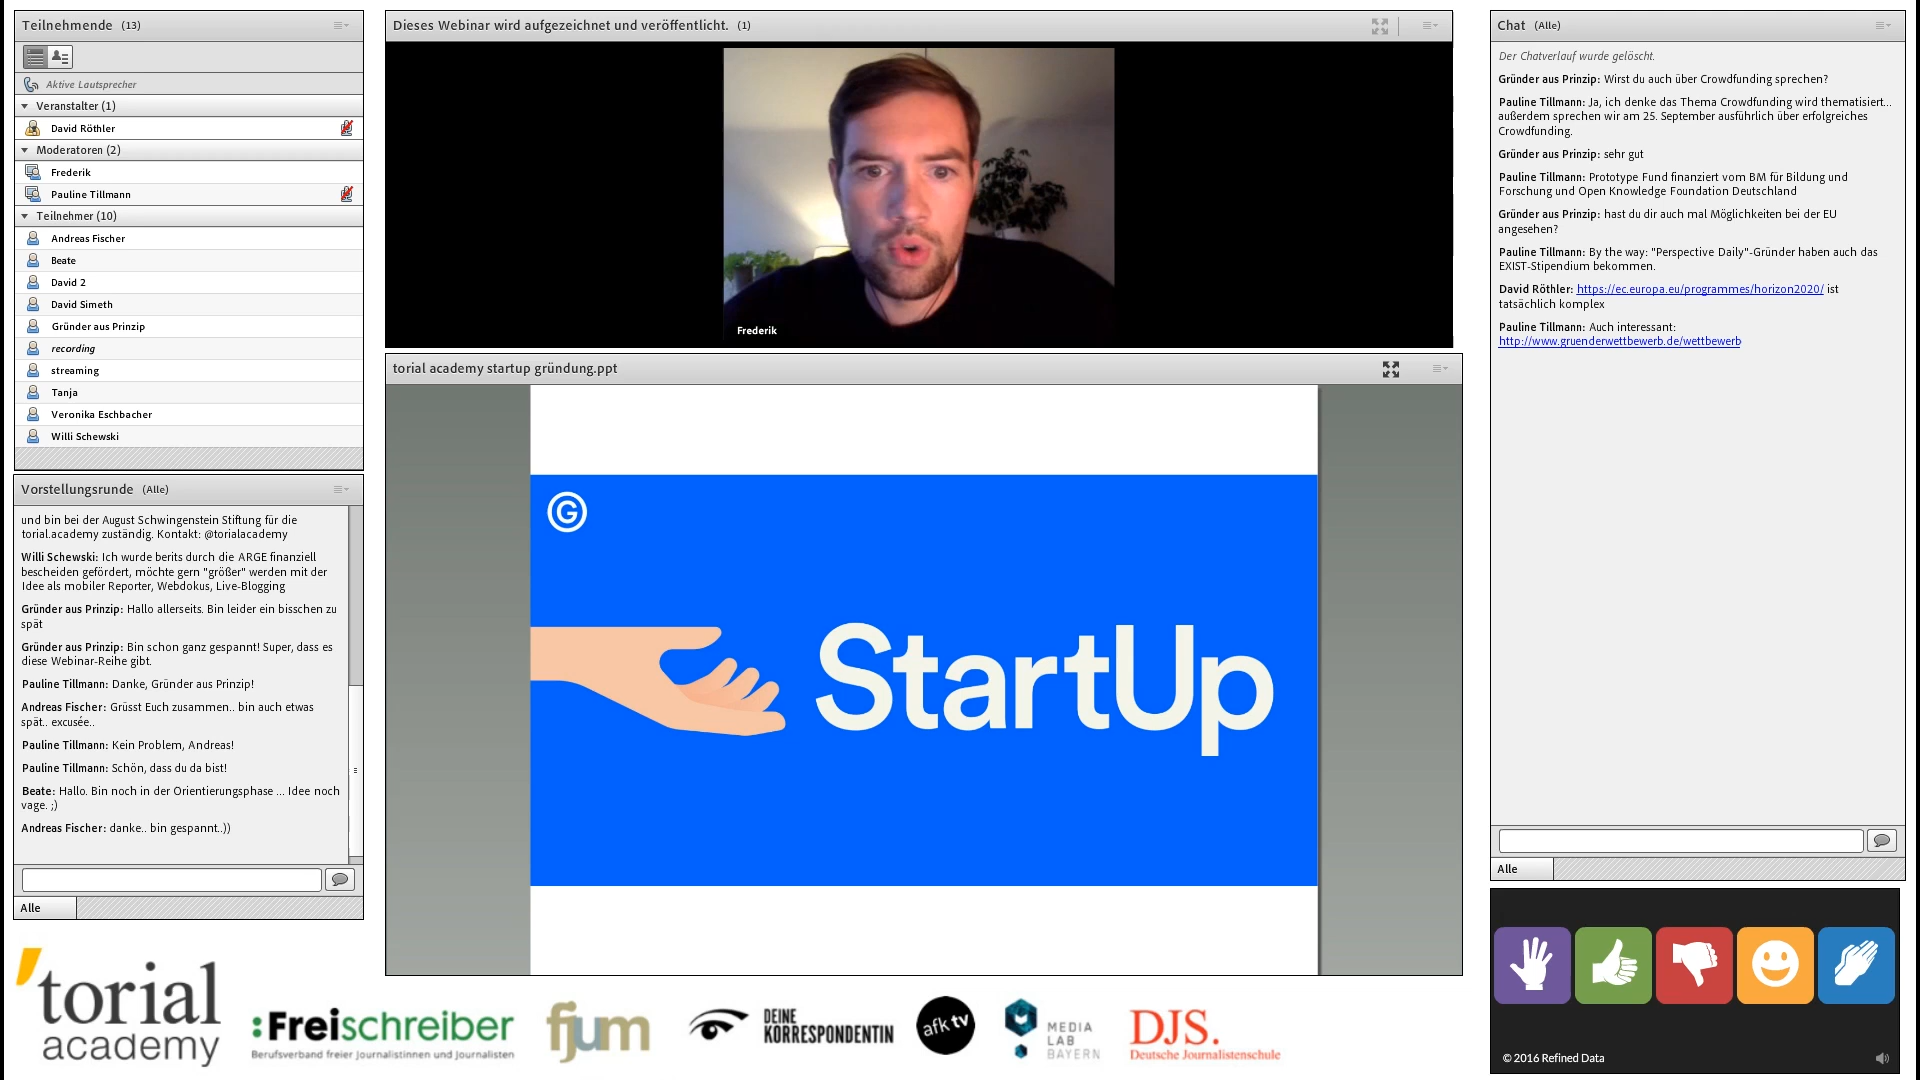 Teilnehmende (13)
Aktive Lautsprecher
Veranstalter (1)
David Röthler
Moderatoren (2)
Frederik
Pauline Tillmann
Teilnehmer (10)
Andreas Fischer
Beate
David 2
David Simeth
Gründer aus Prinzip
recording
streaming
Tanja
Veronika Eschbacher
Willi Schewski
Vorstellungsrunde (Alle)
und bin bei der August Schwingenstein Stiftung für die
torial.academy zuständig. Kontakt: @torialacademy
Willi Schewski: Ich wurde berits durch die ARGE finanziell
bescheiden gefördert, möchte gern "größer" werden mit der
Idee als mobiler Reporter, Webdokus, Live-Blogging
Gründer aus Prinzip: Hallo allerseits. Bin leider ein bisschen zu
spät
Gründer aus Prinzip: Bin schon ganz gespannt! Super, dass es
diese Webinar-Reihe gibt.
Pauline Tillmann: Danke, Gründer aus Prinzip!
Andreas Fischer: Grüsst Euch zusammen.. bin auch etwas
spät.. excusée..
Pauline Tillmann: Kein Problem, Andreas!
Pauline Tillmann: Schön, dass du da bist!
Beate: Hallo. Bin noch in der Orientierungsphase ... Idee noch
vage. ;)
Andreas Fischer: danke.. bin gespannt..))
Alle
Dieses Webinar wird aufgezeichnet und veröffentlicht. (1)
Frederik
torial academy startup gründung.ppt
G
StartUp
Chat (Alle)
Der Chatverlauf wurde gelöscht.
Gründer aus Prinzip: Wirst du auch über Crowdfunding sprechen?
Pauline Tillmann: Ja, ich denke das Thema Crowdfunding wird thematisiert...
außerdem sprechen wir am 25. September ausführlich über erfolgreiches
Crowdfunding.
Gründer aus Prinzip: sehr gut
Pauline Tillmann: Prototype Fund finanziert vom BM für Bildung und
Forschung und Open Knowledge Foundation Deutschland
Gründer aus Prinzip: hast du dir auch mal Möglichkeiten bei der EU
angesehen?
Pauline Tillmann: By the way: "Perspective Daily"-Gründer haben auch das
EXIST-Stipendium bekommen.
David Röthler: https://ec.europa.eu/programmes/horizon2020/ ist
tatsächlich komplex
Pauline Tillmann: Auch interessant:
http://www.gruenderwettbewerb.de/wettbewerb
Alle
© 2016 Refined Data
'torial
academy
:Freischreiber
Berufsverband freier Journalistinnen und Journalisten
fjum
DEINE
KORRESPONDENTIN
afk tv
MEDIA
LAB
BAYERN
DJS.
Deutsche Journalistenschule